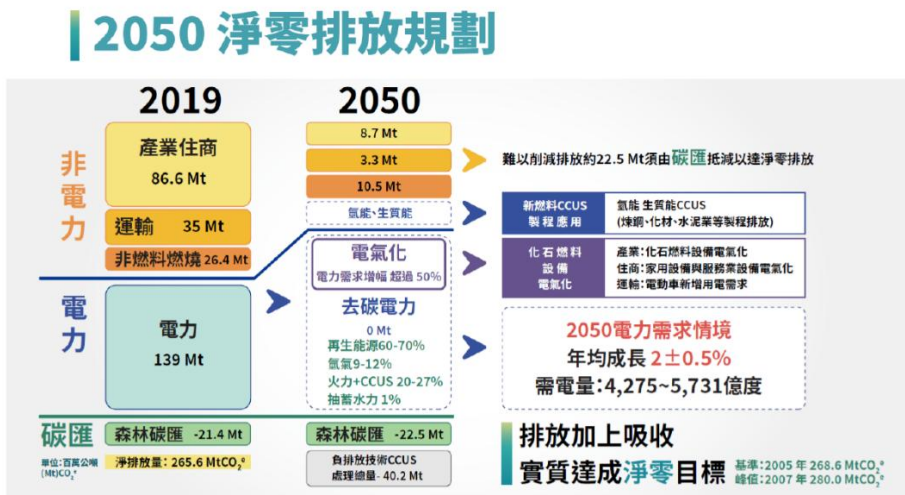 2050 淨零排放規劃
2019
2050
非電力
產業住商
86.6 Mt
運輸 35 Mt
非燃料燃燒 26.4 Mt
8.7 Mt
3.3 Mt
10.5 Mt
氫能、生質能
難以削減排放約22.5 Mt須由碳匯抵減以達淨零排放
新燃料CCUS
製程應用
氫能 生質能CCUS
(煉鋼、化材、水泥業等製程排放)
電氣化
電力需求增幅 超過 50%
化石燃料
設備
電氣化
產業:化石燃料設備電氣化
住商:家用設備與服務業設備電氣化
運輸:電動車新增用電需求
電力
電力
139 Mt
去碳電力
0 Mt
再生能源60-70%
氫氣9-12%
火力+CCUS 20-27%
抽蓄水力 1%
2050電力需求情境
年均成長 2±0.5%
需電量:4,275~5,731億度
碳匯
單位:百萬公噸
(Mt)CO₂ᵉ
森林碳匯 -21.4 Mt
淨排放量: 265.6 MtCO₂ᵉ
森林碳匯 -22.5 Mt
負排放技術CCUS
處理總量- 40.2 Mt
排放加上吸收
實質達成淨零目標
基準:2005 年 268.6 MtCO₂ᵉ
峰值:2007 年 280.0 MtCO₂ᵉ